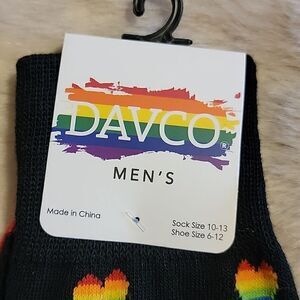 DAVCO®
MEN'S
Made in China
Sock Size 10-13
Shoe Size 6-12